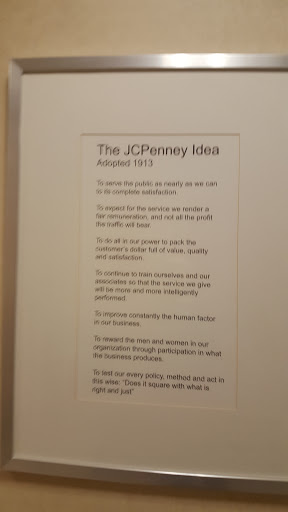 The JCPenney Idea
Adopted 1913
To serve the public as nearly as we can
to its complete satisfaction.
To expect for the service we render a
fair remuneration, and not all the profit
the traffic will bear.
To do all in our power to pack the
customer's dollar full of value, quality
and satisfaction.
To continue to train ourselves and our
associates so that the service we give
will be more and more intelligently
performed.
To improve constantly the human factor
in our business.
To reward the men and women in our
organization through participation in what
the business produces.
To test our every policy, method and act in
this wise: "Does it square with what is
right and just"